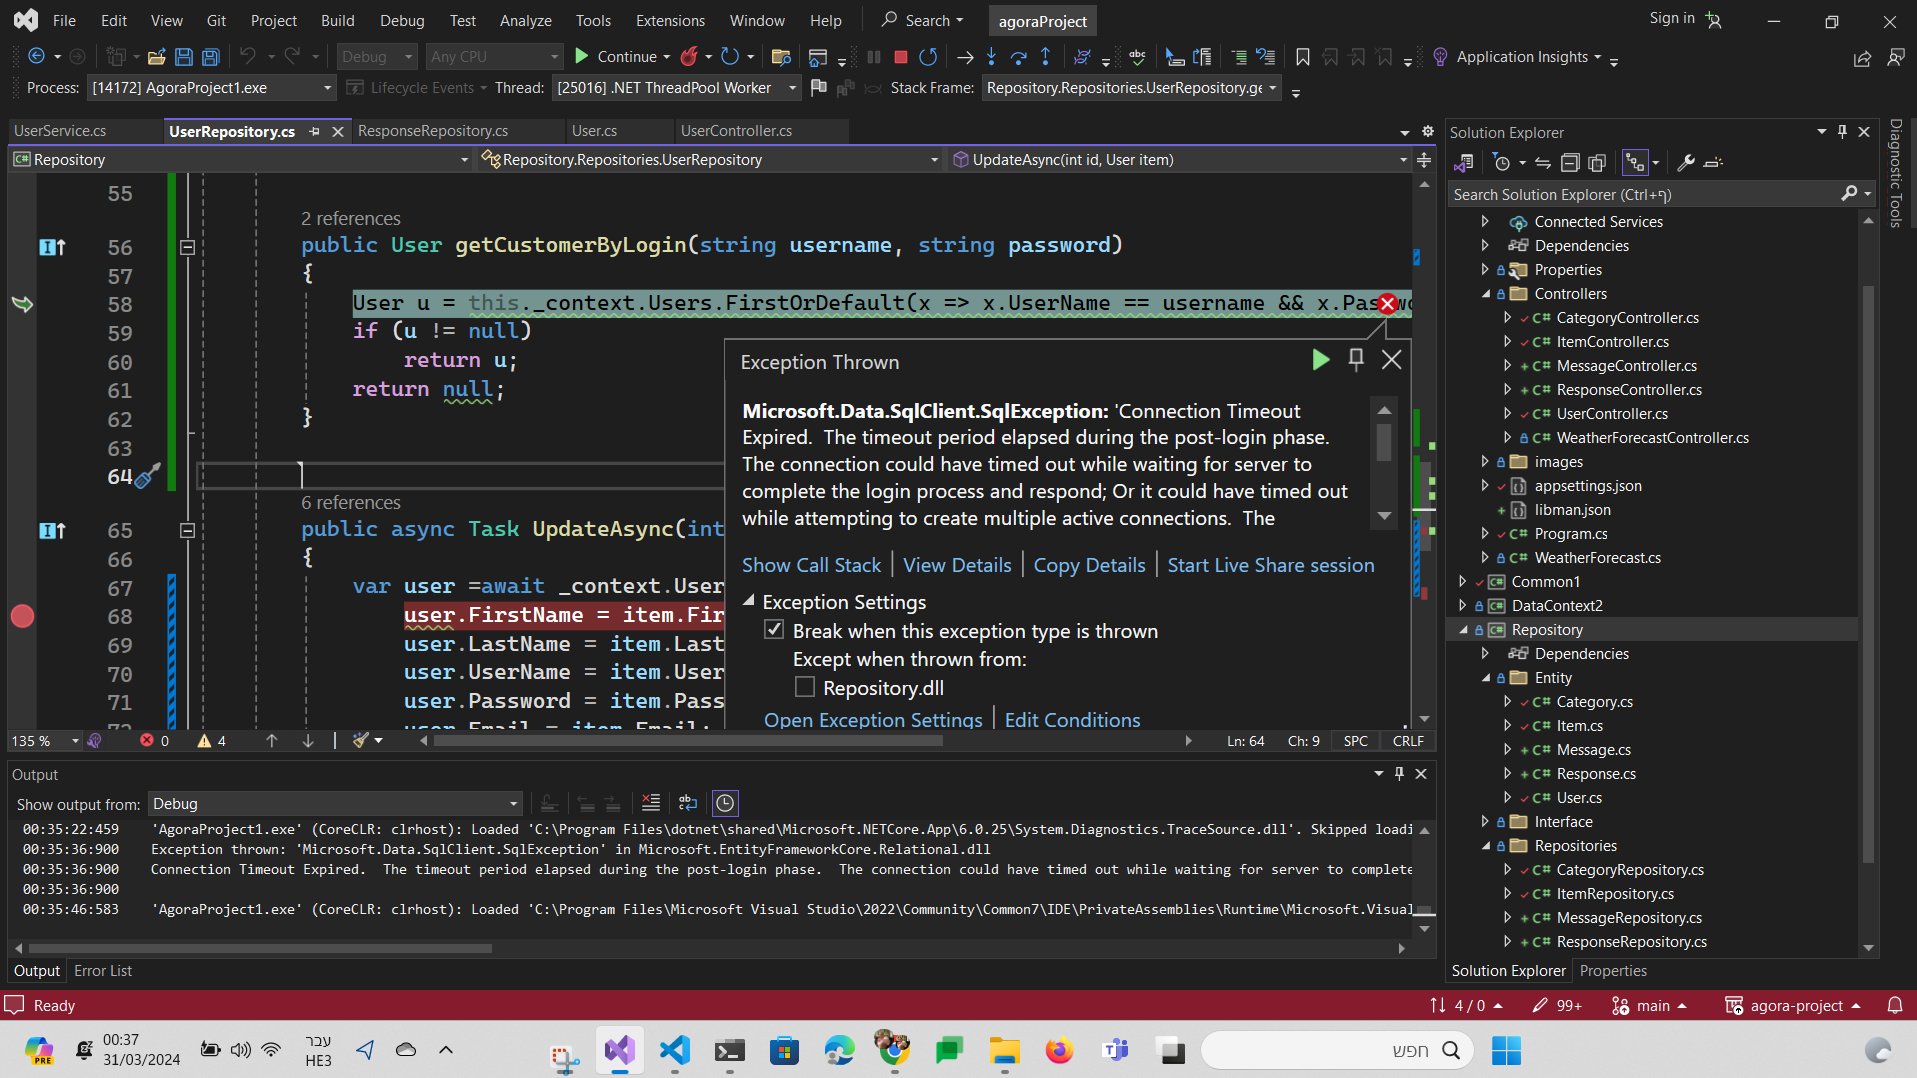 File Edit View Git Project Build Debug Test Analyze Tools Extensions Window Help Search agoraProject Sign in
Debug Any CPU Continue Application Insights
Process: [14172] AgoraProject1.exe Lifecycle Events Thread: [25016] .NET ThreadPool Worker Stack Frame: Repository.Repositories.UserRepository.ge
UserService.cs UserRepository.cs ResponseRepository.cs User.cs UserController.cs
Repository Repository.Repositories.UserRepository UpdateAsync(int id, User item)
55
2 references
56 public User getCustomerByLogin(string username, string password)
57 {
58 User u = this._context.Users.FirstOrDefault(x => x.UserName == username && x.Passwo
59 if (u != null)
60 return u;
61 return null;
62 }
63
64
6 references
65 public async Task UpdateAsync(int
66 {
67 var user =await _context.User
68 user.FirstName = item.Fir
69 user.LastName = item.Last
70 user.UserName = item.User
71 user.Password = item.Pass
72 user.Email = item.Email;
Exception Thrown
Microsoft.Data.SqlClient.SqlException: 'Connection Timeout
Expired.  The timeout period elapsed during the post-login phase.
The connection could have timed out while waiting for server to
complete the login process and respond; Or it could have timed out
while attempting to create multiple active connections.  The
Show Call Stack View Details Copy Details Start Live Share session
Exception Settings
Break when this exception type is thrown
Except when thrown from:
Repository.dll
Open Exception Settings Edit Conditions
135 % 0 4 Ln: 64 Ch: 9 SPC CRLF
Output
Show output from: Debug
00:35:22:459 'AgoraProject1.exe' (CoreCLR: clrhost): Loaded 'C:\Program Files\dotnet\shared\Microsoft.NETCore.App\6.0.25\System.Diagnostics.TraceSource.dll'. Skipped loadi
00:35:36:900 Exception thrown: 'Microsoft.Data.SqlClient.SqlException' in Microsoft.EntityFrameworkCore.Relational.dll
00:35:36:900 Connection Timeout Expired.  The timeout period elapsed during the post-login phase.  The connection could have timed out while waiting for server to complete
00:35:36:900
00:35:46:583 'AgoraProject1.exe' (CoreCLR: clrhost): Loaded 'C:\Program Files\Microsoft Visual Studio\2022\Community\Common7\IDE\PrivateAssemblies\Runtime\Microsoft.Visual
Output Error List
Solution Explorer
Search Solution Explorer (Ctrl+ף)
Connected Services
Dependencies
Properties
Controllers
C# CategoryController.cs
C# ItemController.cs
C# MessageController.cs
C# ResponseController.cs
C# UserController.cs
C# WeatherForecastController.cs
images
appsettings.json
libman.json
C# Program.cs
C# WeatherForecast.cs
Common1
DataContext2
Repository
Dependencies
Entity
C# Category.cs
C# Item.cs
C# Message.cs
C# Response.cs
C# User.cs
Interface
Repositories
C# CategoryRepository.cs
C# ItemRepository.cs
C# MessageRepository.cs
C# ResponseRepository.cs
Solution Explorer Properties
Diagnostic Tools
Ready 4 / 0 99+ main agora-project
PRE
00:37
31/03/2024
עבר
HE3
חפש